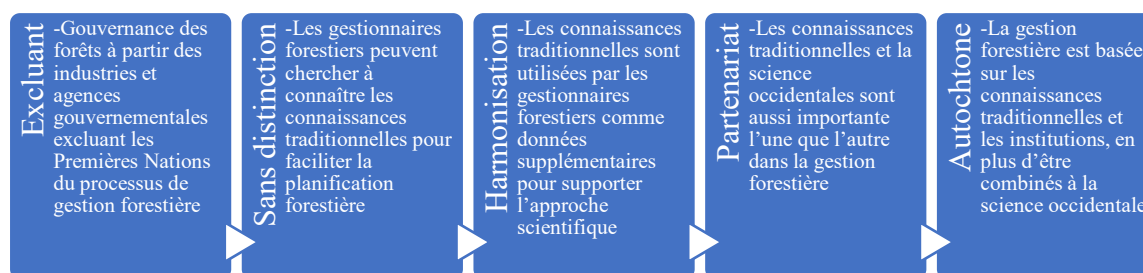 Excluant
-Gouvernance des
forêts à partir des
industries et
agences
gouvernementales
excluant les
Premières Nations
du processus de
gestion forestière
Sans distinction
-Les gestionnaires
forestiers peuvent
chercher à
connaître les
connaissances
traditionnelles pour
faciliter la
planification
forestière
Harmonisation
-Les connaissances
traditionnelles sont
utilisées par les
gestionnaires
forestiers comme
données
supplémentaires
pour supporter
l’approche
scientifique
Partenariat
-Les connaissances
traditionnelles et la
science
occidentales sont
aussi importante
l’une que l’autre
dans la gestion
forestière
Autochtone
-La gestion
forestière est basée
sur les
connaissances
traditionnelles et
les institutions, en
plus d’être
combinés à la
science occidentale